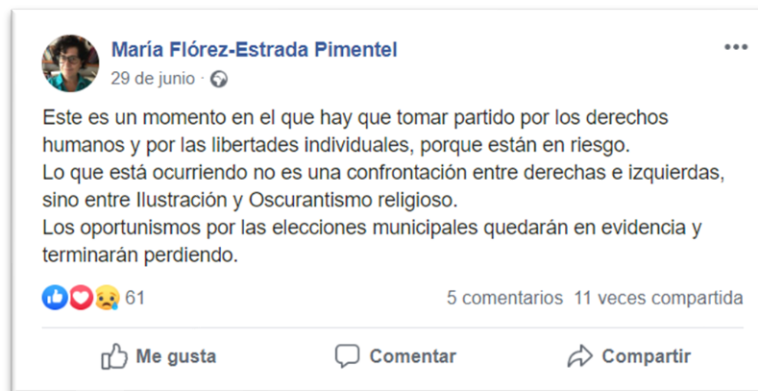 María Flórez-Estrada Pimentel
29 de junio ·
Este es un momento en el que hay que tomar partido por los derechos
humanos y por las libertades individuales, porque están en riesgo.
Lo que está ocurriendo no es una confrontación entre derechas e izquierdas,
sino entre Ilustración y Oscurantismo religioso.
Los oportunismos por las elecciones municipales quedarán en evidencia y
terminarán perdiendo.
61 5 comentarios 11 veces compartida
Me gusta Comentar Compartir